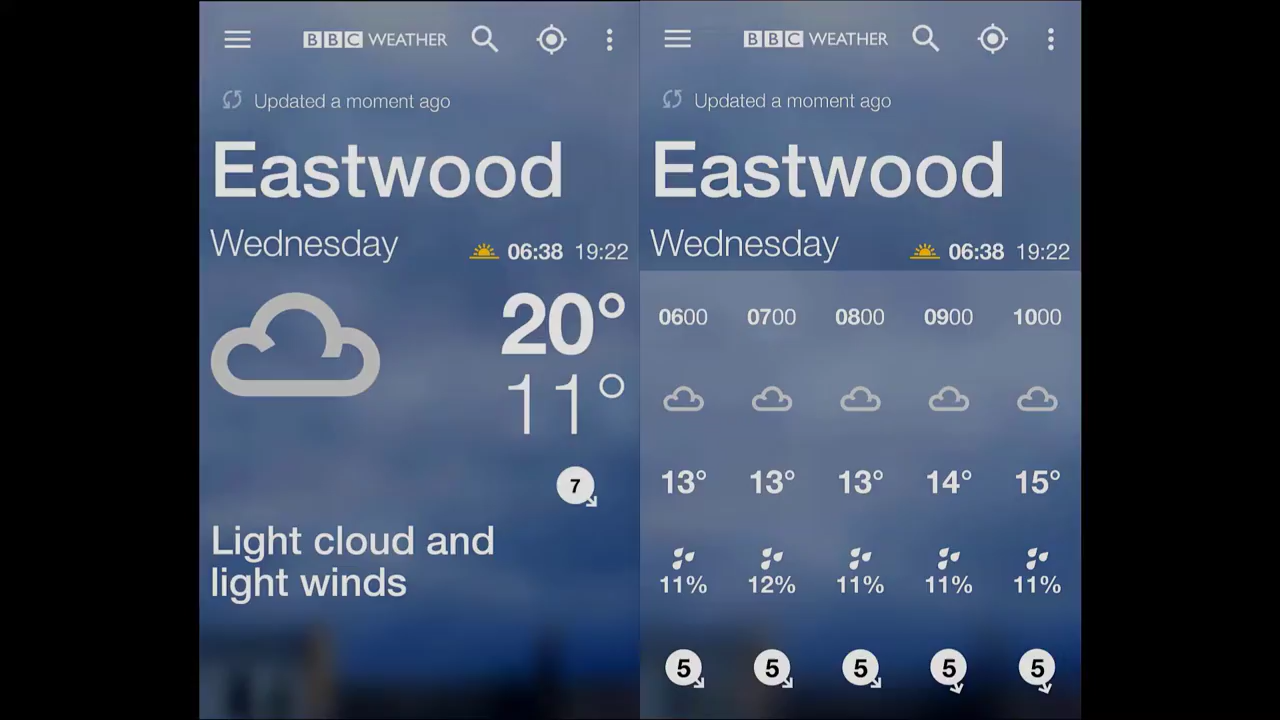 BBC WEATHER
Updated a moment ago
Eastwood
Wednesday 06:38 19:22
20°
11°
7
Light cloud and
light winds
BBC WEATHER
Updated a moment ago
Eastwood
Wednesday 06:38 19:22
0600 0700 0800 0900 1000
13° 13° 13° 14° 15°
11% 12% 11% 11% 11%
5 5 5 5 5